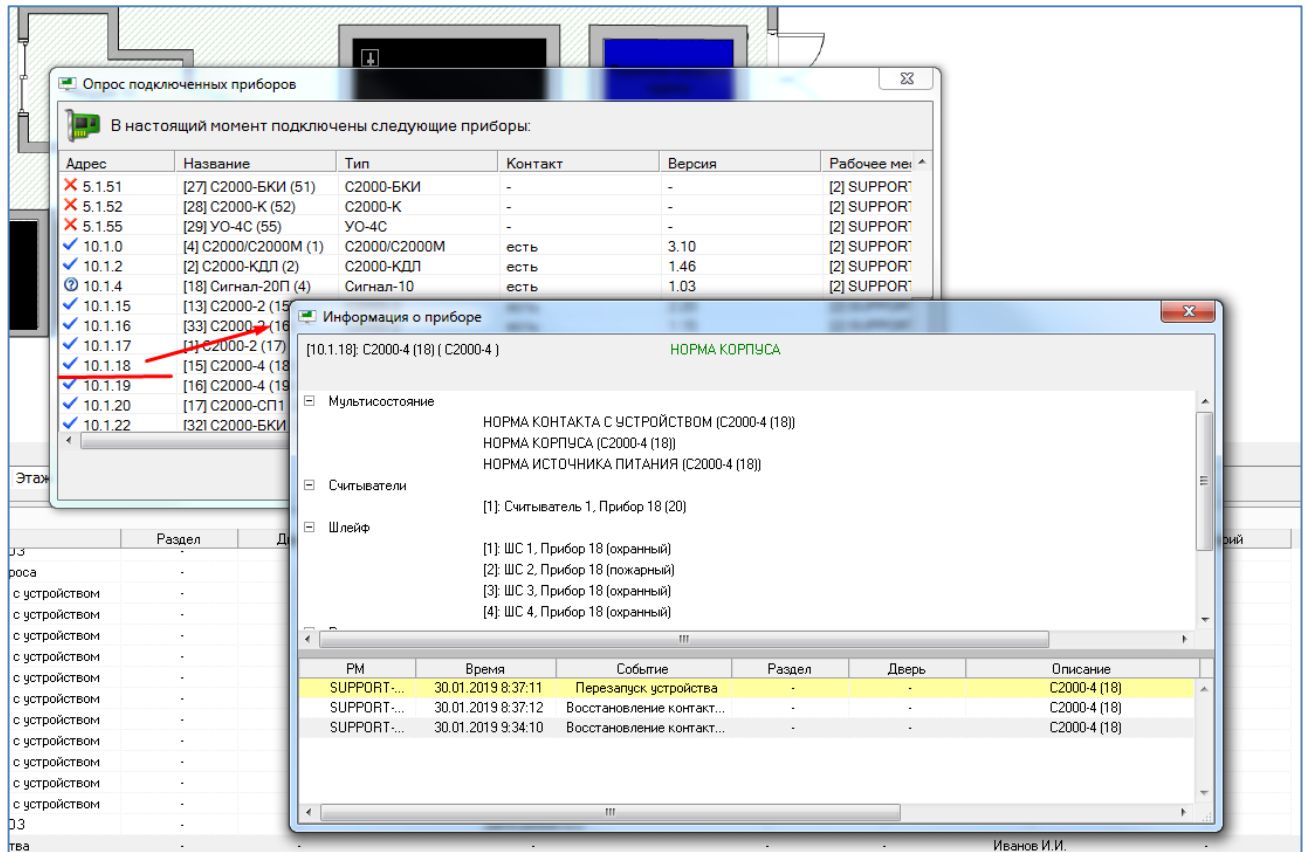 Опрос подключенных приборов
В настоящий момент подключены следующие приборы:
Адрес Название Тип Контакт Версия Рабочее мес
5.1.51 [27] С2000-БКИ (51) С2000-БКИ - - [2] SUPPORT
5.1.52 [28] С2000-К (52) С2000-К - - [2] SUPPORT
5.1.55 [29] УО-4С (55) УО-4С - - [2] SUPPORT
10.1.0 [4] С2000/С2000М (1) С2000/С2000М есть 3.10 [2] SUPPORT
10.1.2 [2] С2000-КДЛ (2) С2000-КДЛ есть 1.46 [2] SUPPORT
10.1.4 [18] Сигнал-20П (4) Сигнал-10 есть 1.03 [2] SUPPORT
10.1.15 [13] С2000-2 (15
10.1.16 [33] С2000-2 (16
10.1.17 [1] С2000-2 (17)
10.1.18 [15] С2000-4 (18
10.1.19 [16] С2000-4 (19
10.1.20 [17] С2000-СП1
10.1.22 [32] С2000-БКИ
Информация о приборе
[10.1.18]: С2000-4 (18) ( С2000-4 ) НОРМА КОРПУСА
Мультисостояние
НОРМА КОНТАКТА С УСТРОЙСТВОМ (С2000-4 (18))
НОРМА КОРПУСА (С2000-4 (18))
НОРМА ИСТОЧНИКА ПИТАНИЯ (С2000-4 (18))
Считыватели
[1]: Считыватель 1, Прибор 18 (20)
Шлейф
[1]: ШС 1, Прибор 18 (охранный)
[2]: ШС 2, Прибор 18 (пожарный)
[3]: ШС 3, Прибор 18 (охранный)
[4]: ШС 4, Прибор 18 (охранный)
РМ Время Событие Раздел Дверь Описание
SUPPORT-... 30.01.2019 8:37:11 Перезапуск устройства - - С2000-4 (18)
SUPPORT-... 30.01.2019 8:37:12 Восстановление контакт... - - С2000-4 (18)
SUPPORT-... 30.01.2019 9:34:10 Восстановление контакт... - - С2000-4 (18)
Этаж
Раздел Д рий
ОЗ -
роса -
с устройством -
с устройством -
с устройством -
с устройством -
с устройством -
с устройством -
с устройством -
с устройством -
с устройством -
с устройством -
с устройством -
ОЗ -
тва - - - - - Иванов И.И. -